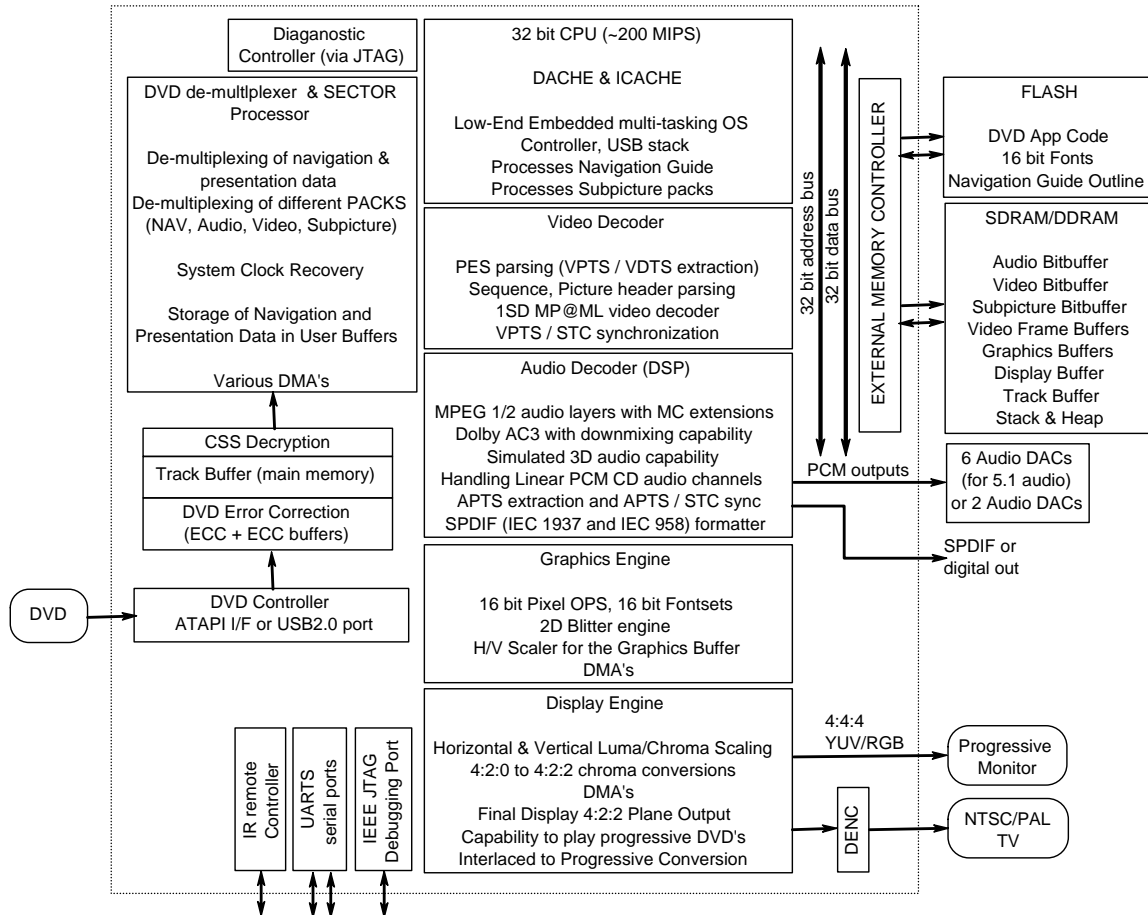 Diaganostic
Controller (via JTAG)
DVD de-multIplxer & SECTOR
Processor
De-multiplexing of navigation &
presentation data
De-multiplexing of different PACKS
(NAV, Audio, Video, Subpicture)
System Clock Recovery
Storage of Navigation and
Presentation Data in User Buffers
Various DMA's
CSS Decryption
Track Buffer (main memory)
DVD Error Correction
(ECC + ECC buffers)
DVD
DVD Controller
ATAPI I/F or USB2.0 port
IR remote
Controller
UARTS
serial ports
IEEE JTAG
Debugging Port
32 bit CPU (~200 MIPS)
DACHE & ICACHE
Low-End Embedded multi-tasking OS
Controller, USB stack
Processes Navigation Guide
Processes Subpicture packs
Video Decoder
PES parsing (VPTS / VDTS extraction)
Sequence, Picture header parsing
1SD MP@ML video decoder
VPTS / STC synchronization
Audio Decoder (DSP)
MPEG 1/2 audio layers with MC extensions
Dolby AC3 with downmixing capability
Simulated 3D audio capability
Handling Linear PCM CD audio channels
APTS extraction and APTS / STC sync
SPDIF (IEC 1937 and IEC 958) formatter
Graphics Engine
16 bit Pixel OPS, 16 bit Fontsets
2D Blitter engine
H/V Scaler for the Graphics Buffer
DMA's
Display Engine
Horizontal & Vertical Luma/Chroma Scaling
4:2:0 to 4:2:2 chroma conversions
DMA's
Final Display 4:2:2 Plane Output
Capability to play progressive DVD's
Interlaced to Progressive Conversion
32 bit address bus
32 bit data bus
EXTERNAL MEMORY CONTROLLER
FLASH
DVD App Code
16 bit Fonts
Navigation Guide Outline
SDRAM/DDRAM
Audio Bitbuffer
Video Bitbuffer
Subpicture Bitbuffer
Video Frame Buffers
Graphics Buffers
Display Buffer
Track Buffer
Stack & Heap
PCM outputs
6 Audio DACs
(for 5.1 audio)
or 2 Audio DACs
SPDIF or
digital out
4:4:4
YUV/RGB
Progressive
Monitor
DENC
NTSC/PAL
TV